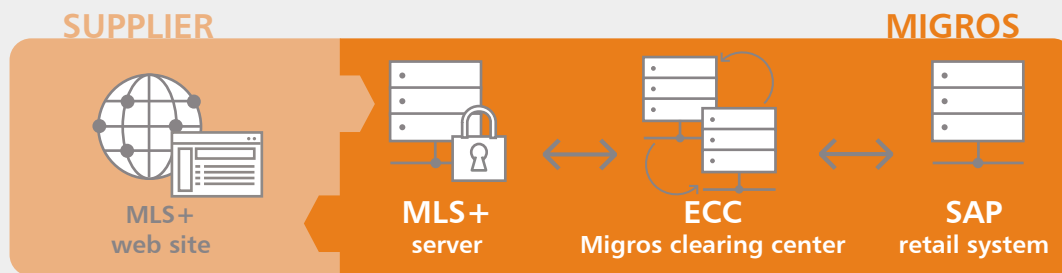 SUPPLIER
MIGROS
MLS+
web site
MLS+
server
ECC
Migros clearing center
SAP
retail system